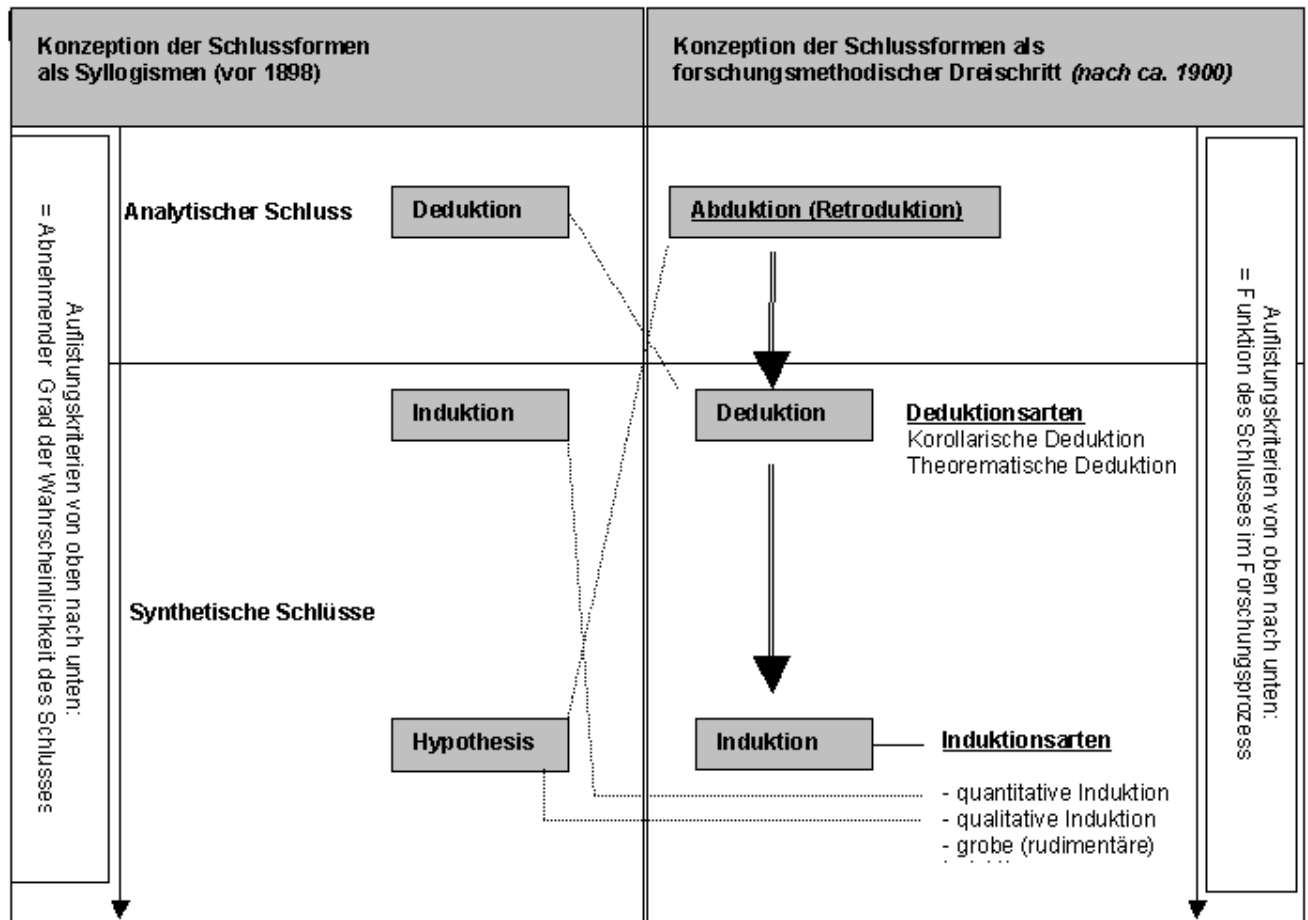 Konzeption der Schlussformen
als Syllogismen (vor 1898)
Konzeption der Schlussformen als
forschungsmethodischer Dreischritt (nach ca. 1900)
Auflistungskriterien von oben nach unten:
= Abnehmender Grad der Wahrscheinlichkeit des Schlusses
Analytischer Schluss
Deduktion
Induktion
Synthetische Schlüsse
Hypothesis
Abduktion (Retroduktion)
Deduktion
Deduktionsarten
Korollarische Deduktion
Theorematische Deduktion
Induktion
Induktionsarten
- quantitative Induktion
- qualitative Induktion
- grobe (rudimentäre)
Auflistungskriterien von oben nach unten:
= Funktion des Schlusses im Forschungsprozess